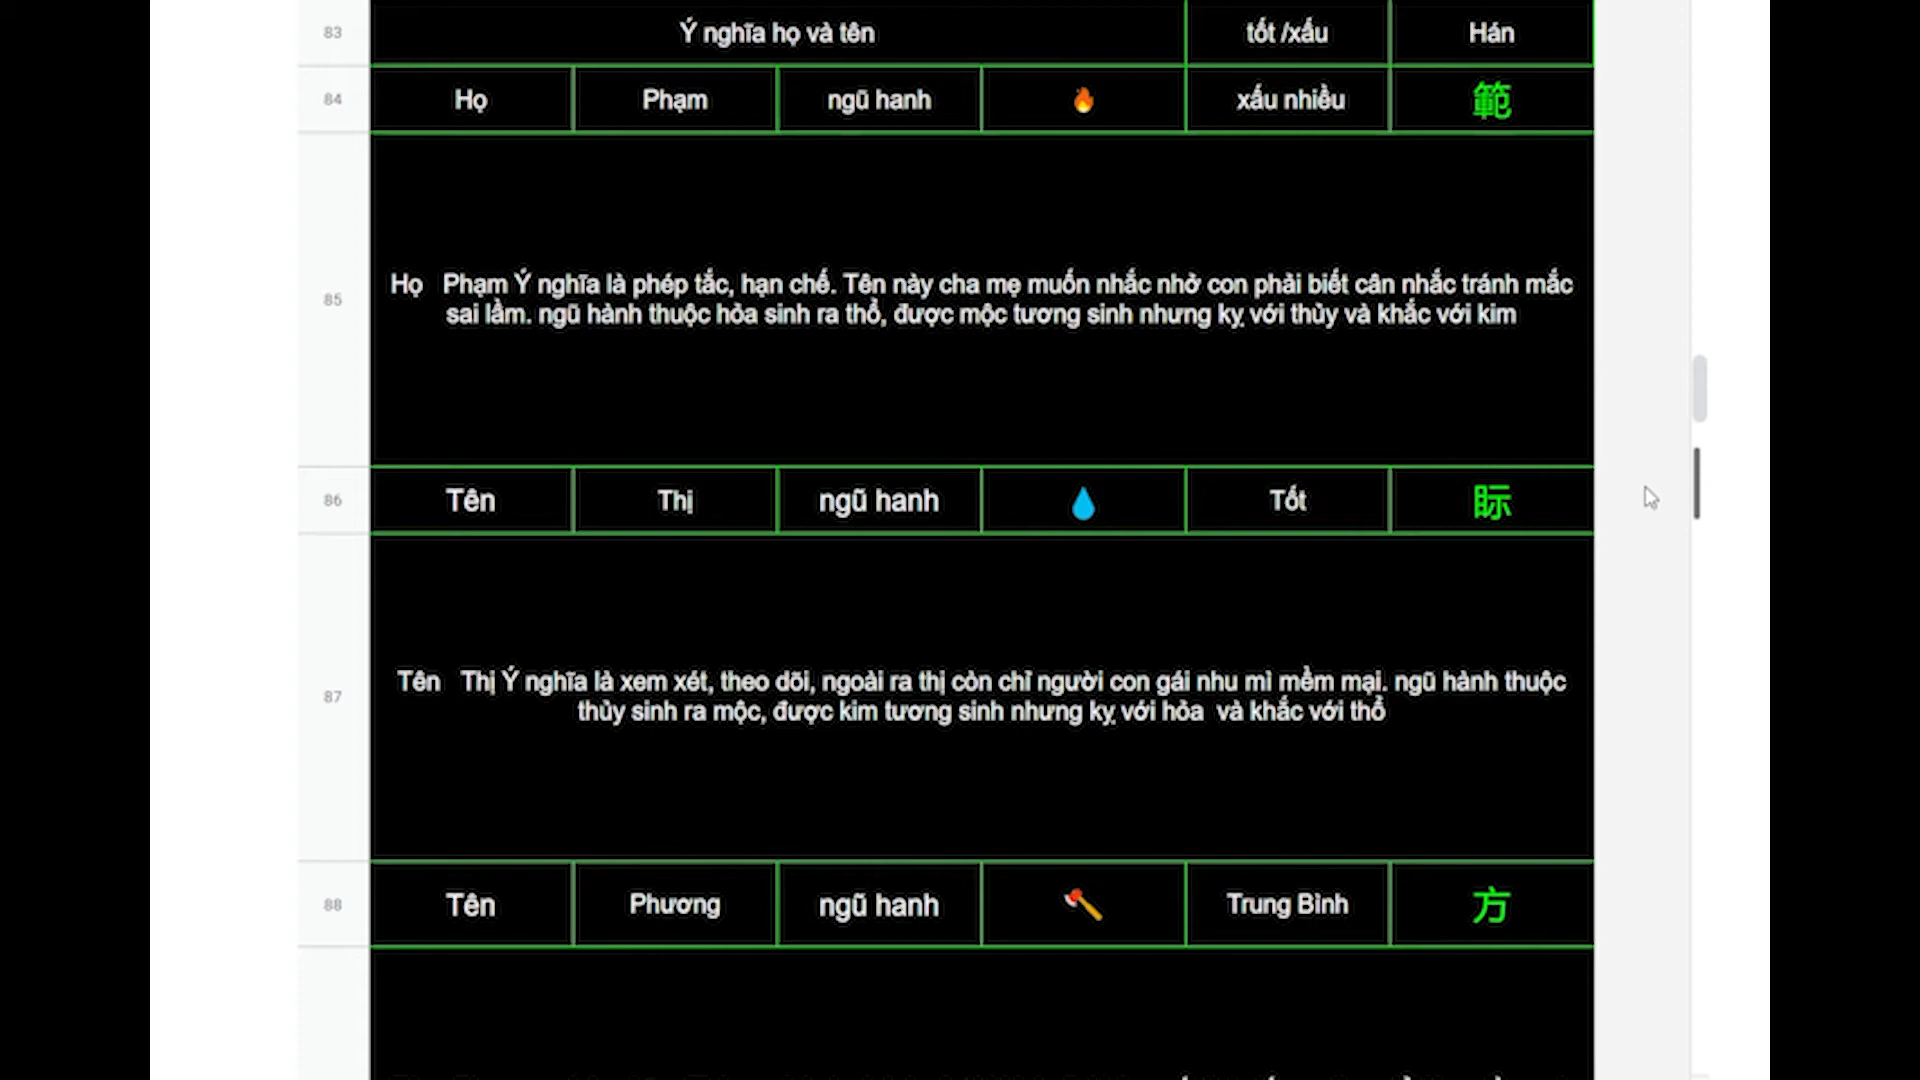 83 Ý nghĩa họ và tên tốt /xấu Hán
84 Họ Phạm ngũ hanh 🔥 xấu nhiều 範
85 Họ Phạm Ý nghĩa là phép tắc, hạn chế. Tên này cha mẹ muốn nhắc nhở con phải biết cân nhắc tránh mắc
sai lầm. ngũ hành thuộc hỏa sinh ra thổ, được mộc tương sinh nhưng kỵ với thủy và khắc với kim
86 Tên Thị ngũ hanh 💧 Tốt 眎
87 Tên Thị Ý nghĩa là xem xét, theo dõi, ngoài ra thị còn chỉ người con gái nhu mì mềm mại. ngũ hành thuộc
thủy sinh ra mộc, được kim tương sinh nhưng kỵ với hỏa và khắc với thổ
88 Tên Phương ngũ hanh 🪓 Trung Bình 方